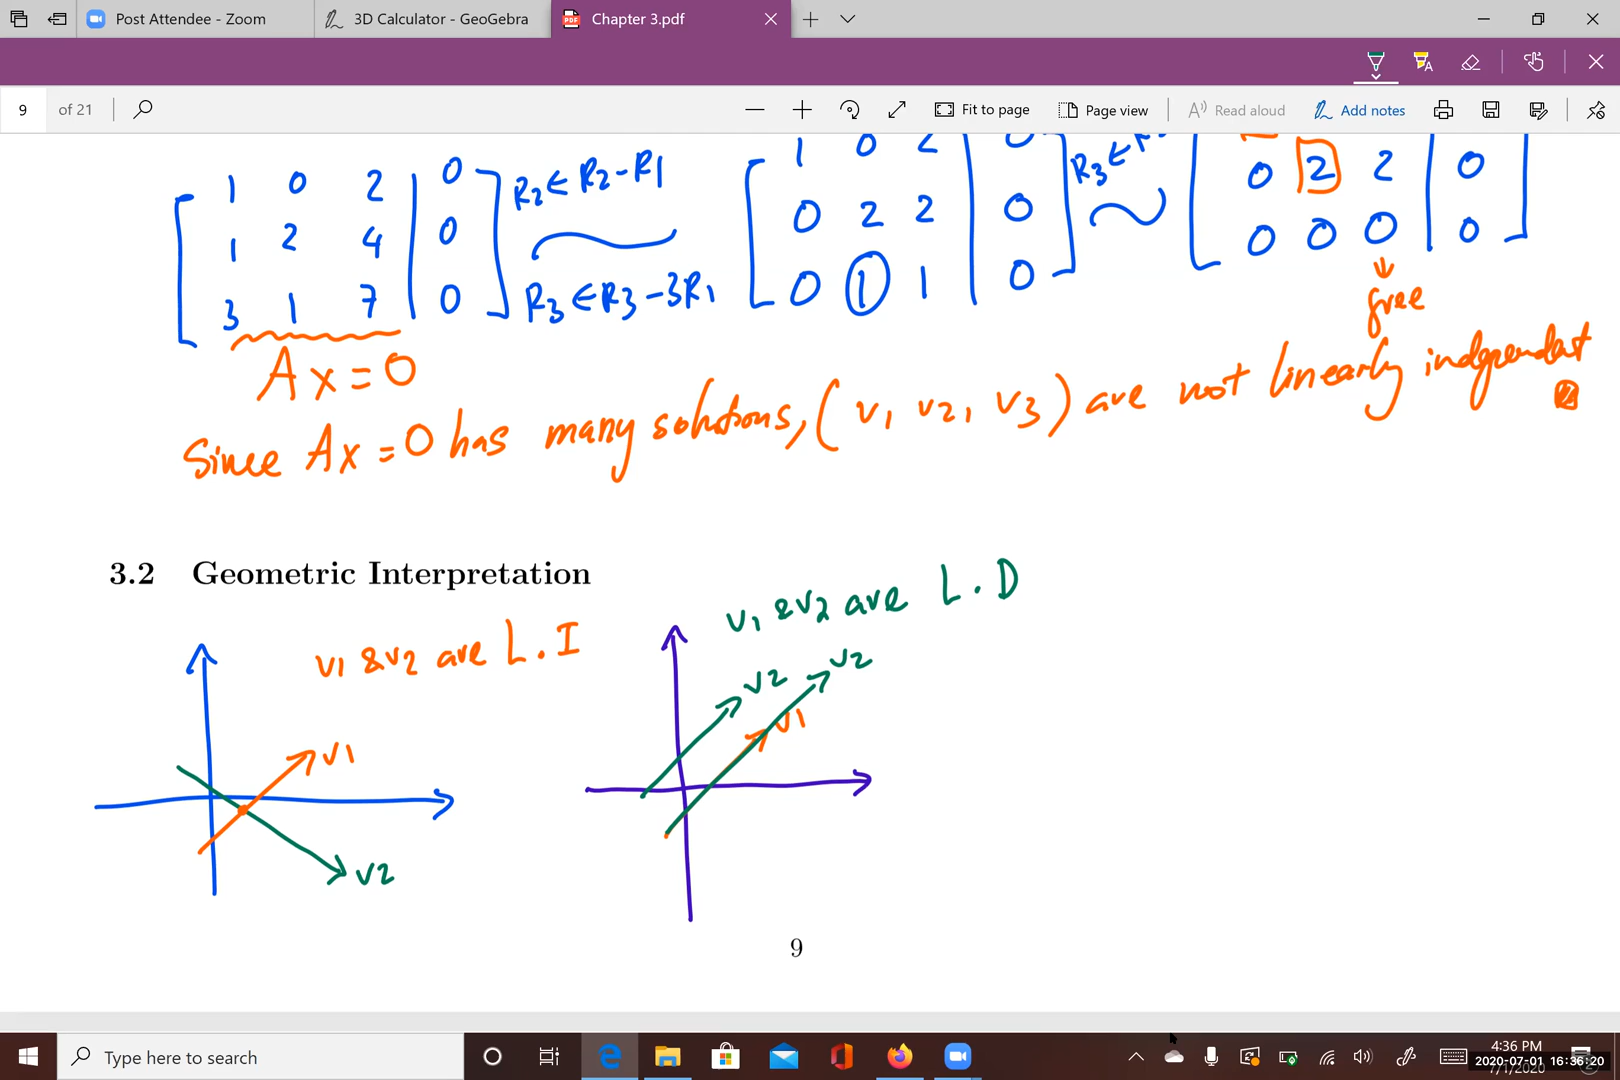 Post Attendee - Zoom
3D Calculator - GeoGebra
Chapter 3.pdf
9 of 21
Fit to page
Page view
Read aloud
Add notes
1 0 2 | 0
1 2 4 | 0
3 1 7 | 0
R2 ← R2-R1
R3 ← R3-3R1
1 0 2 | 0
0 2 2 | 0
0 1 1 | 0
R3 ←
0 2 2 | 0
0 0 0 | 0
free
Ax=0
Since Ax=0 has many solutions, (v1 v2, v3) are not linearly independent
3.2 Geometric Interpretation
v1 & v2 are L.I
v1
v2
v1 & v2 are L.D
v2
v2
v1
9
Type here to search
4:36 PM
2020-07-01 16:36:20
7/1/2020